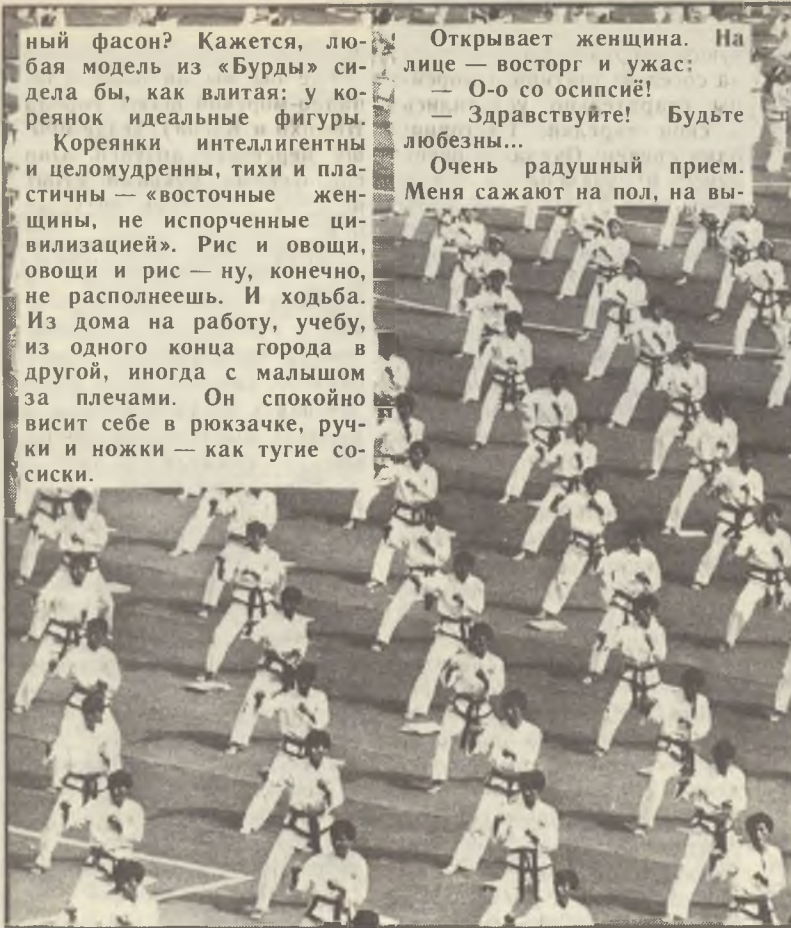 ный фасон? Кажется, лю-
бая модель из «Бурды» си-
дела бы, как влитая: у ко-
реянок идеальные фигуры.
Кореянки интеллигентны
и целомудренны, тихи и пла-
стичны — «восточные жен-
щины, не испорченные ци-
вилизацией». Рис и овощи,
овощи и рис — ну, конечно,
не располнеешь. И ходьба.
Из дома на работу, учебу,
из одного конца города в
другой, иногда с малышом
за плечами. Он спокойно
висит себе в рюкзачке, руч-
ки и ножки — как тугие со-
сиски.
Открывает женщина. На
лице — восторг и ужас:
— О-о со осипсиё!
— Здравствуйте! Будьте
любезны...
Очень радушный прием.
Меня сажают на пол, на вы-